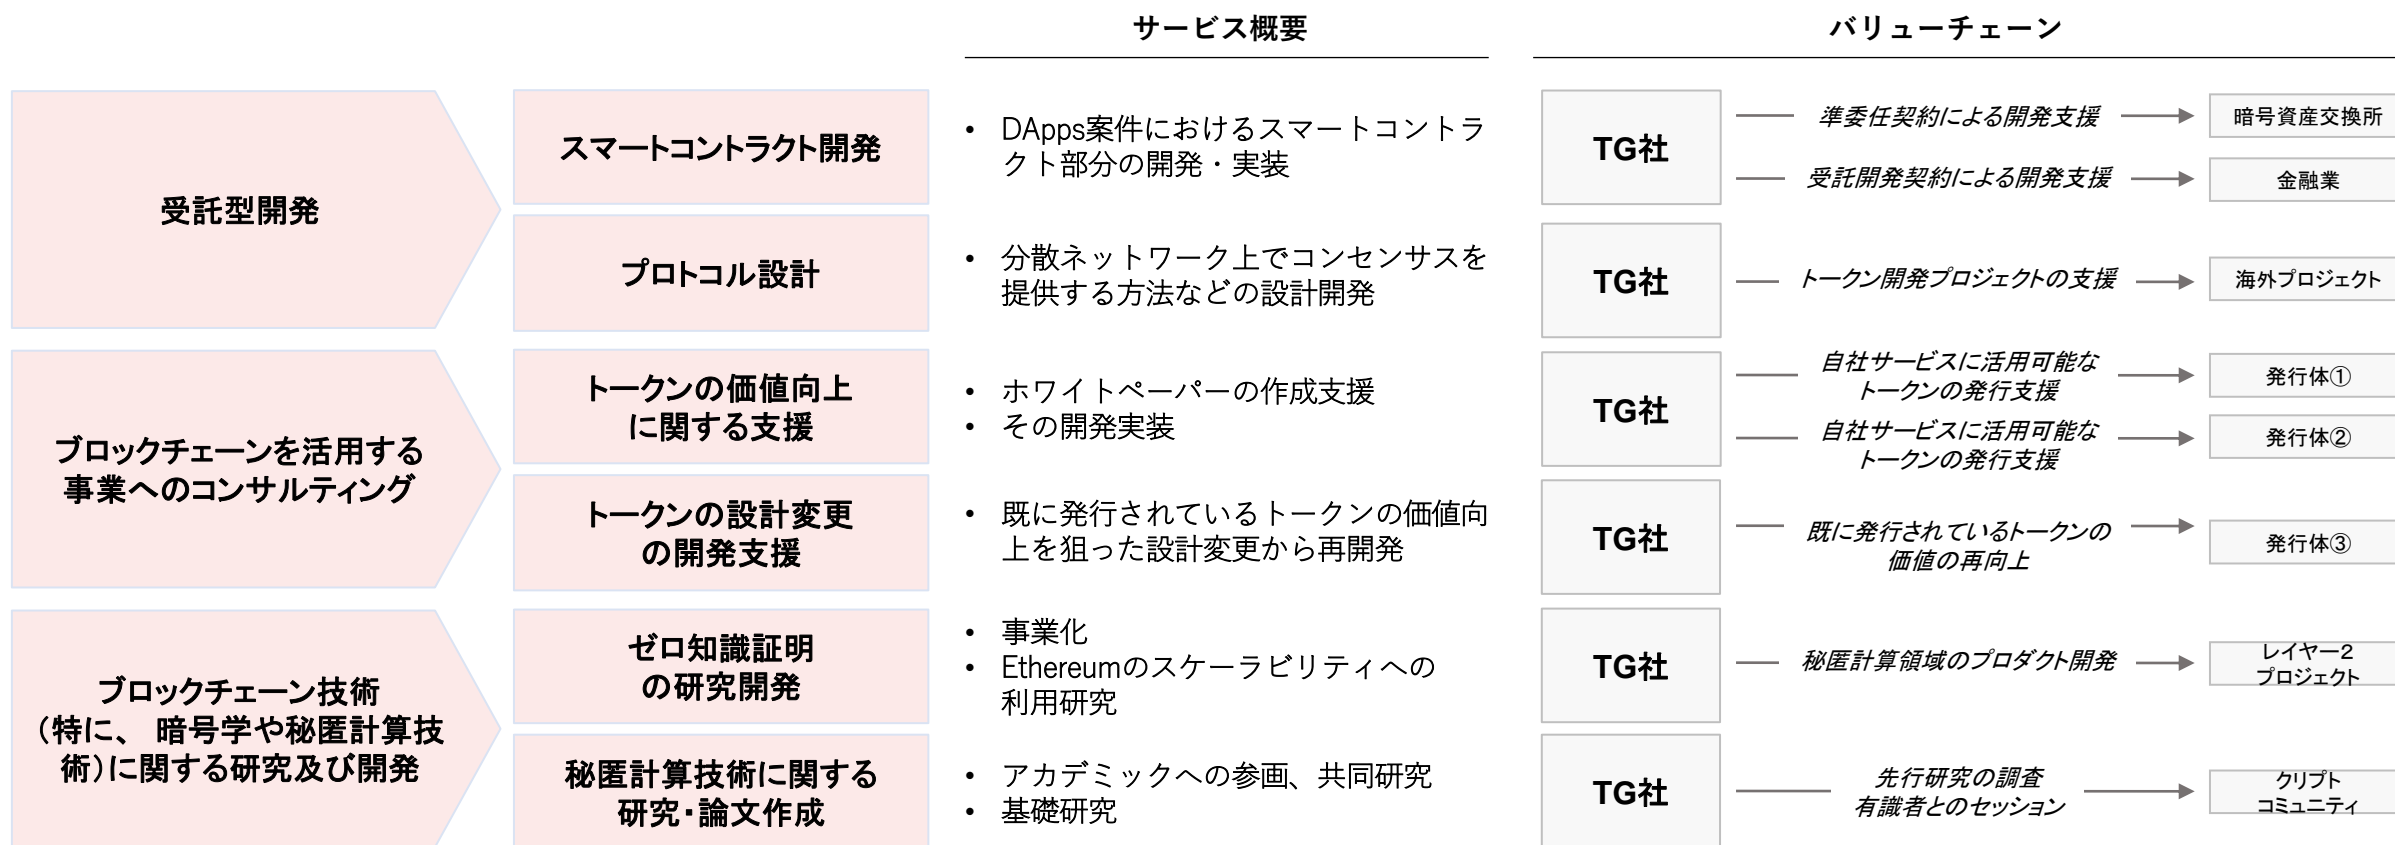 サービス概要
バリューチェーン
受託型開発
スマートコントラクト開発
• DApps案件におけるスマートコントラ
クト部分の開発・実装
TG社
準委任契約による開発支援
暗号資産交換所
受託開発契約による開発支援
金融業
プロトコル設計
• 分散ネットワーク上でコンセンサスを
提供する方法などの設計開発
TG社
トークン開発プロジェクトの支援
海外プロジェクト
ブロックチェーンを活用する
事業へのコンサルティング
トークンの価値向上
に関する支援
• ホワイトペーパーの作成支援
• その開発実装
TG社
自社サービスに活用可能な
トークンの発行支援
発行体①
自社サービスに活用可能な
トークンの発行支援
発行体②
トークンの設計変更
の開発支援
• 既に発行されているトークンの価値向
上を狙った設計変更から再開発
TG社
既に発行されているトークンの
価値の再向上
発行体③
ブロックチェーン技術
（特に、 暗号学や秘匿計算技
術）に関する研究及び開発
ゼロ知識証明
の研究開発
• 事業化
• Ethereumのスケーラビリティへの
利用研究
TG社
秘匿計算領域のプロダクト開発
レイヤー2
プロジェクト
秘匿計算技術に関する
研究・論文作成
• アカデミックへの参画、共同研究
• 基礎研究
TG社
先行研究の調査
有識者とのセッション
クリプト
コミュニティ